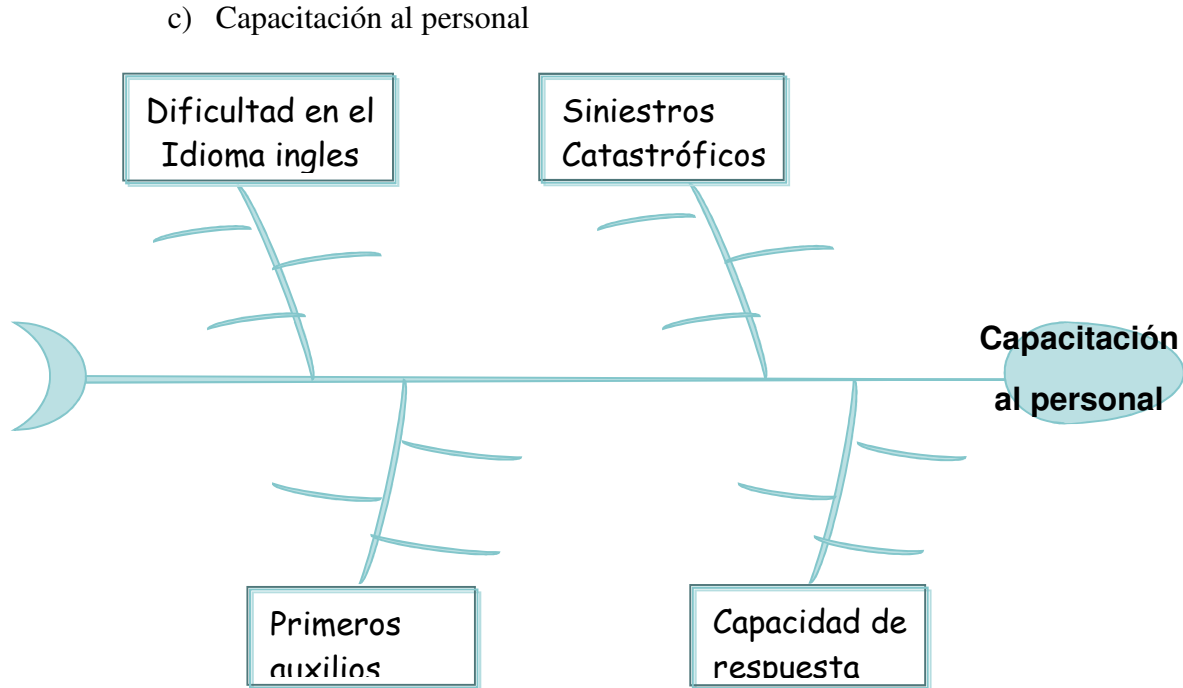 c) Capacitación al personal
Dificultad en el
Idioma ingles
Siniestros
Catastróficos
Capacitación
al personal
Primeros
auxilios
Capacidad de
respuesta